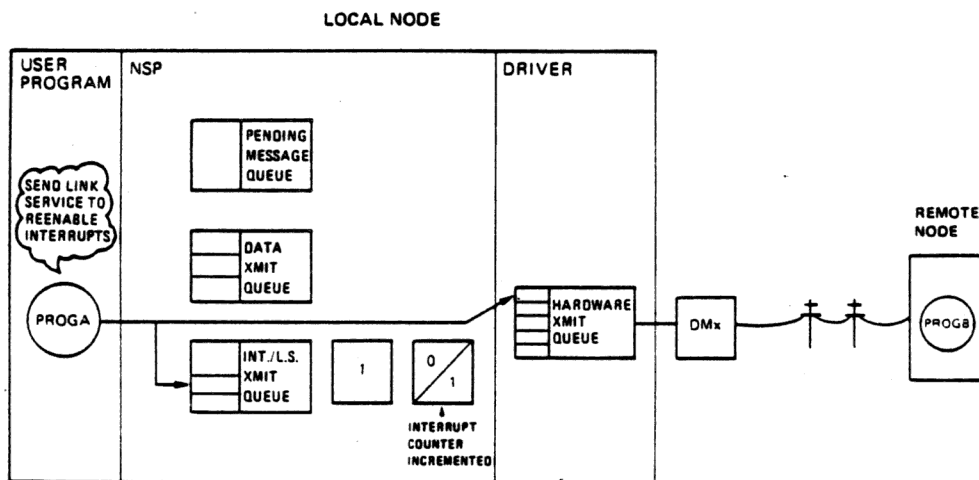 LOCAL NODE
USER
PROGRAM
NSP
DRIVER
PENDING
MESSAGE
QUEUE
SEND LINK
SERVICE TO
REENABLE
INTERRUPTS
DATA
XMIT
QUEUE
REMOTE
NODE
PROGA
HARDWARE
XMIT
QUEUE
DMx
PROGB
INT./L.S.
XMIT
QUEUE
1
0
1
INTERRUPT
COUNTER
INCREMENTED